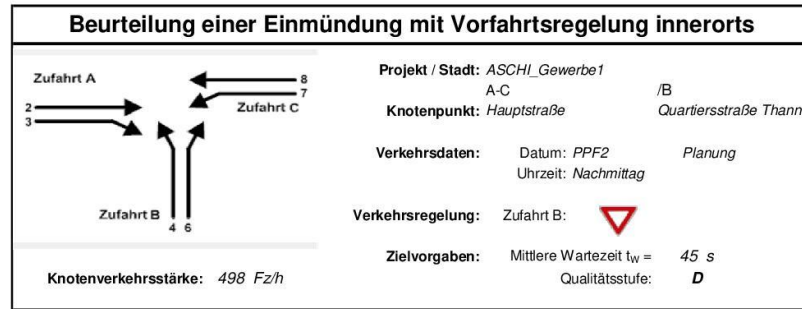 Beurteilung einer Einmündung mit Vorfahrtsregelung innerorts
Zufahrt A
8
7
2
3
Zufahrt C
Zufahrt B
4 6
Knotenverkehrsstärke: 498 Fz/h
Projekt / Stadt: ASCHI_Gewerbe1
A-C /B
Knotenpunkt: Hauptstraße Quartiersstraße Thann
Verkehrsdaten: Datum: PPF2 Planung
Uhrzeit: Nachmittag
Verkehrsregelung: Zufahrt B:
Zielvorgaben: Mittlere Wartezeit tW = 45 s
Qualitätsstufe: D